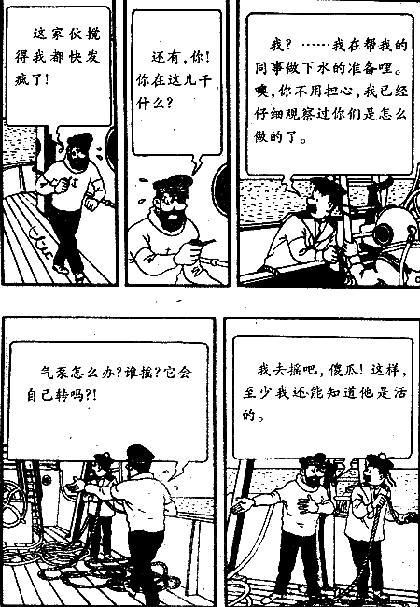 这家伙搅
得我都快发
疯了！
还有，你！
你在这儿干
什么？
我？……我在帮我的
同事做下水的准备哩。
噢，你不用担心，我已经
仔细观察过你们是怎么
做的了。
气泵怎么办？谁摇？它会
自己转吗？！
我去摇吧，傻瓜！这样，
至少我还能知道他是活
的。